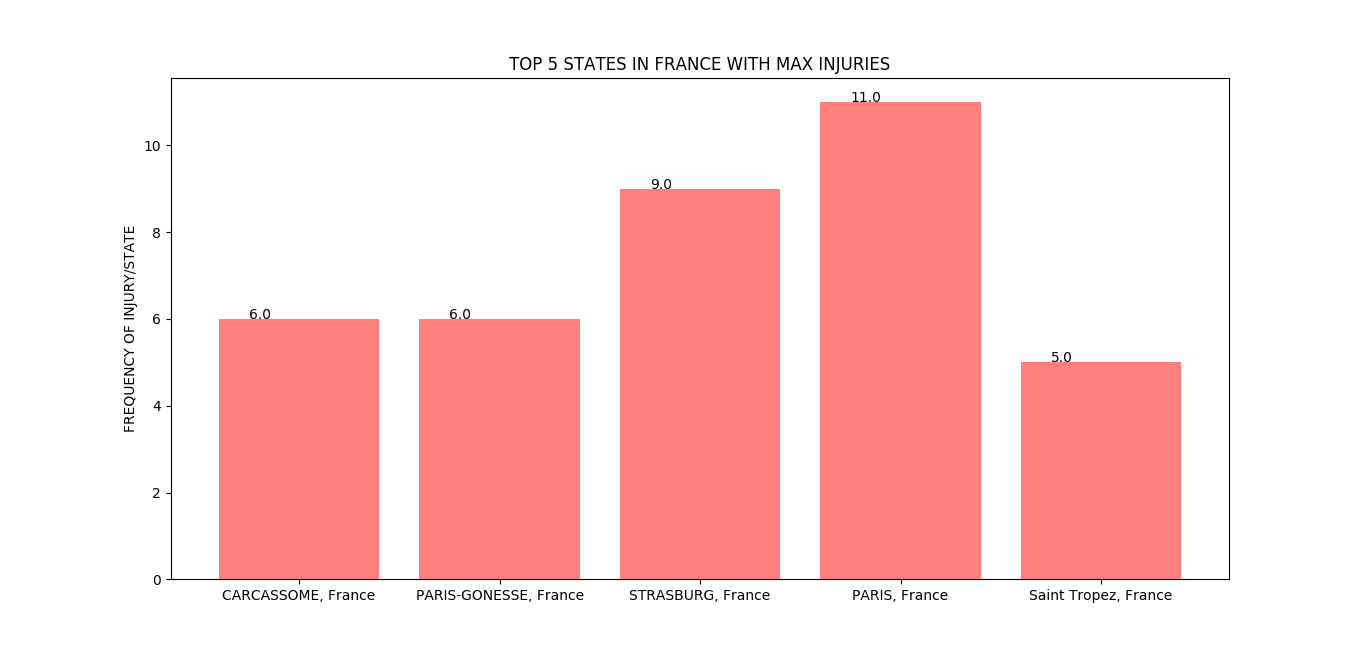 TOP 5 STATES IN FRANCE WITH MAX INJURIES
FREQUENCY OF INJURY/STATE
10
8
6
4
2
0
6.0
6.0
9.0
11.0
5.0
CARCASSOME, France
PARIS-GONESSE, France
STRASBURG, France
PARIS, France
Saint Tropez, France